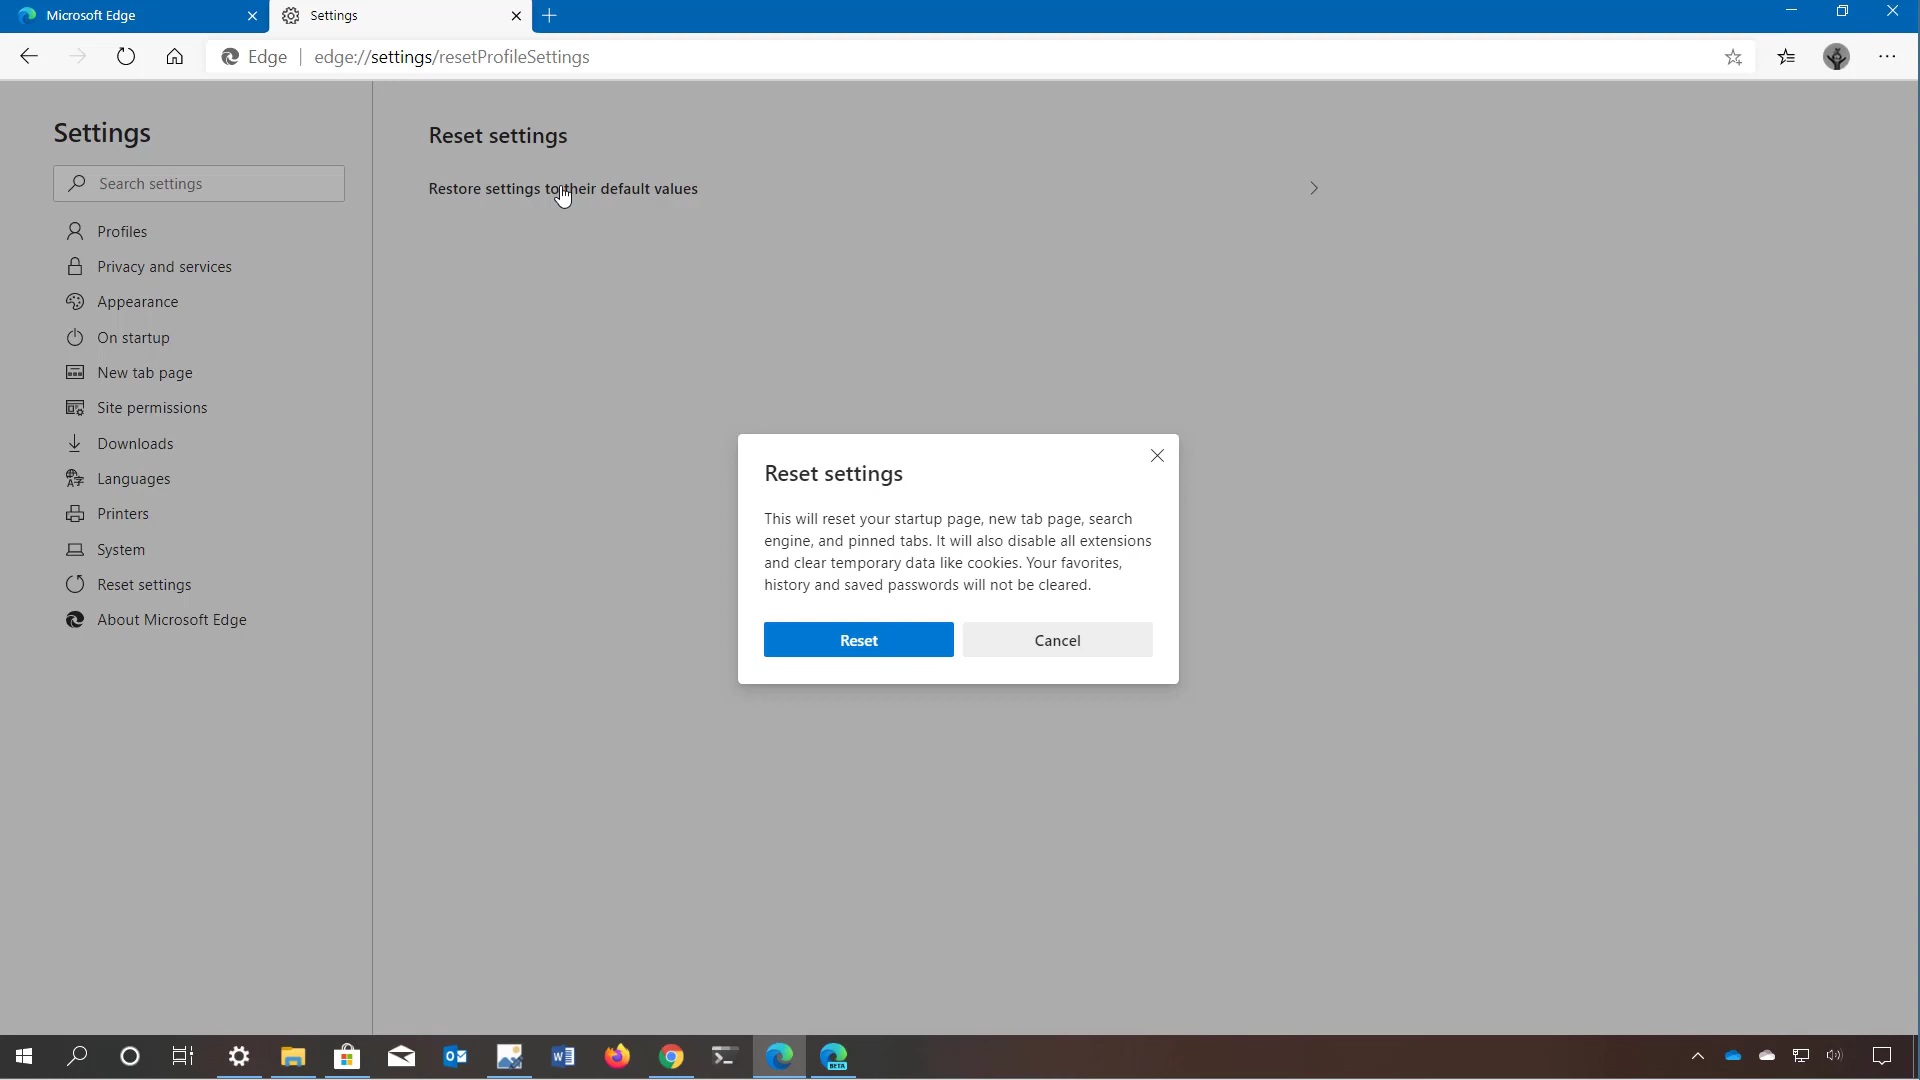 Microsoft Edge
Settings
Edge | edge://settings/resetProfileSettings
Settings
Search settings
Profiles
Privacy and services
Appearance
On startup
New tab page
Site permissions
Downloads
Languages
Printers
System
Reset settings
About Microsoft Edge
Reset settings
Restore settings to their default values
Reset settings
This will reset your startup page, new tab page, search
engine, and pinned tabs. It will also disable all extensions
and clear temporary data like cookies. Your favorites,
history and saved passwords will not be cleared.
Reset
Cancel
BETA